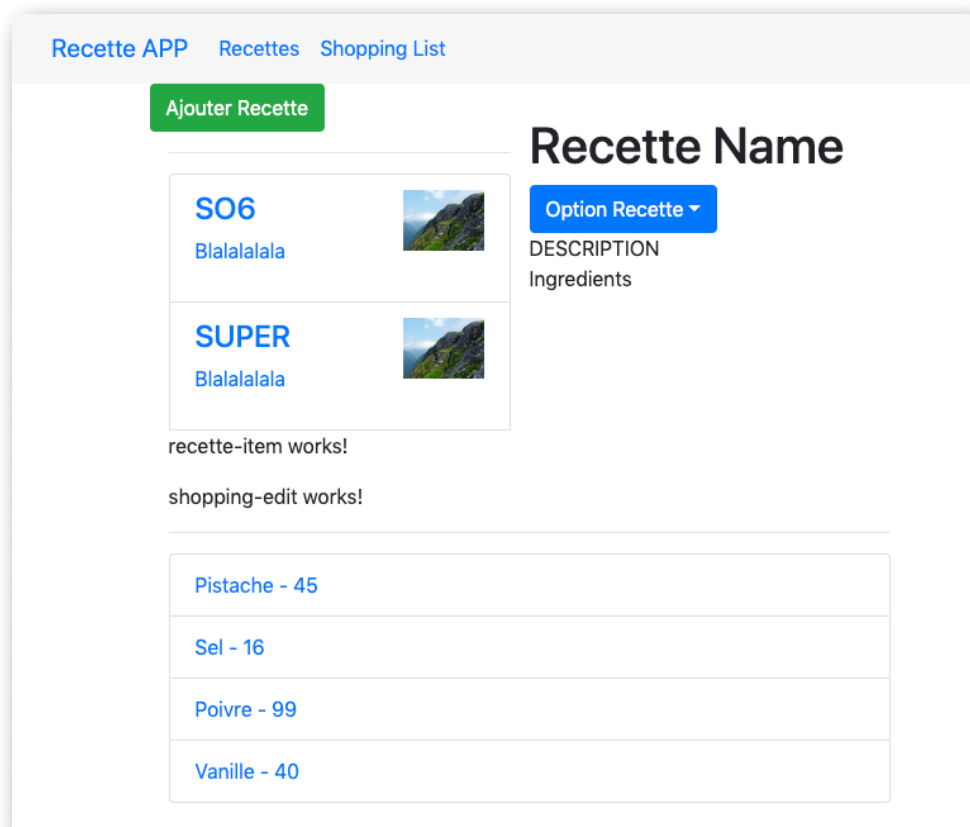 Recette APP Recettes Shopping List
Ajouter Recette
Recette Name
SO6
Blalalalala
SUPER
Blalalalala
recette-item works!
Option Recette
DESCRIPTION
Ingredients
shopping-edit works!
Pistache - 45
Sel - 16
Poivre - 99
Vanille - 40